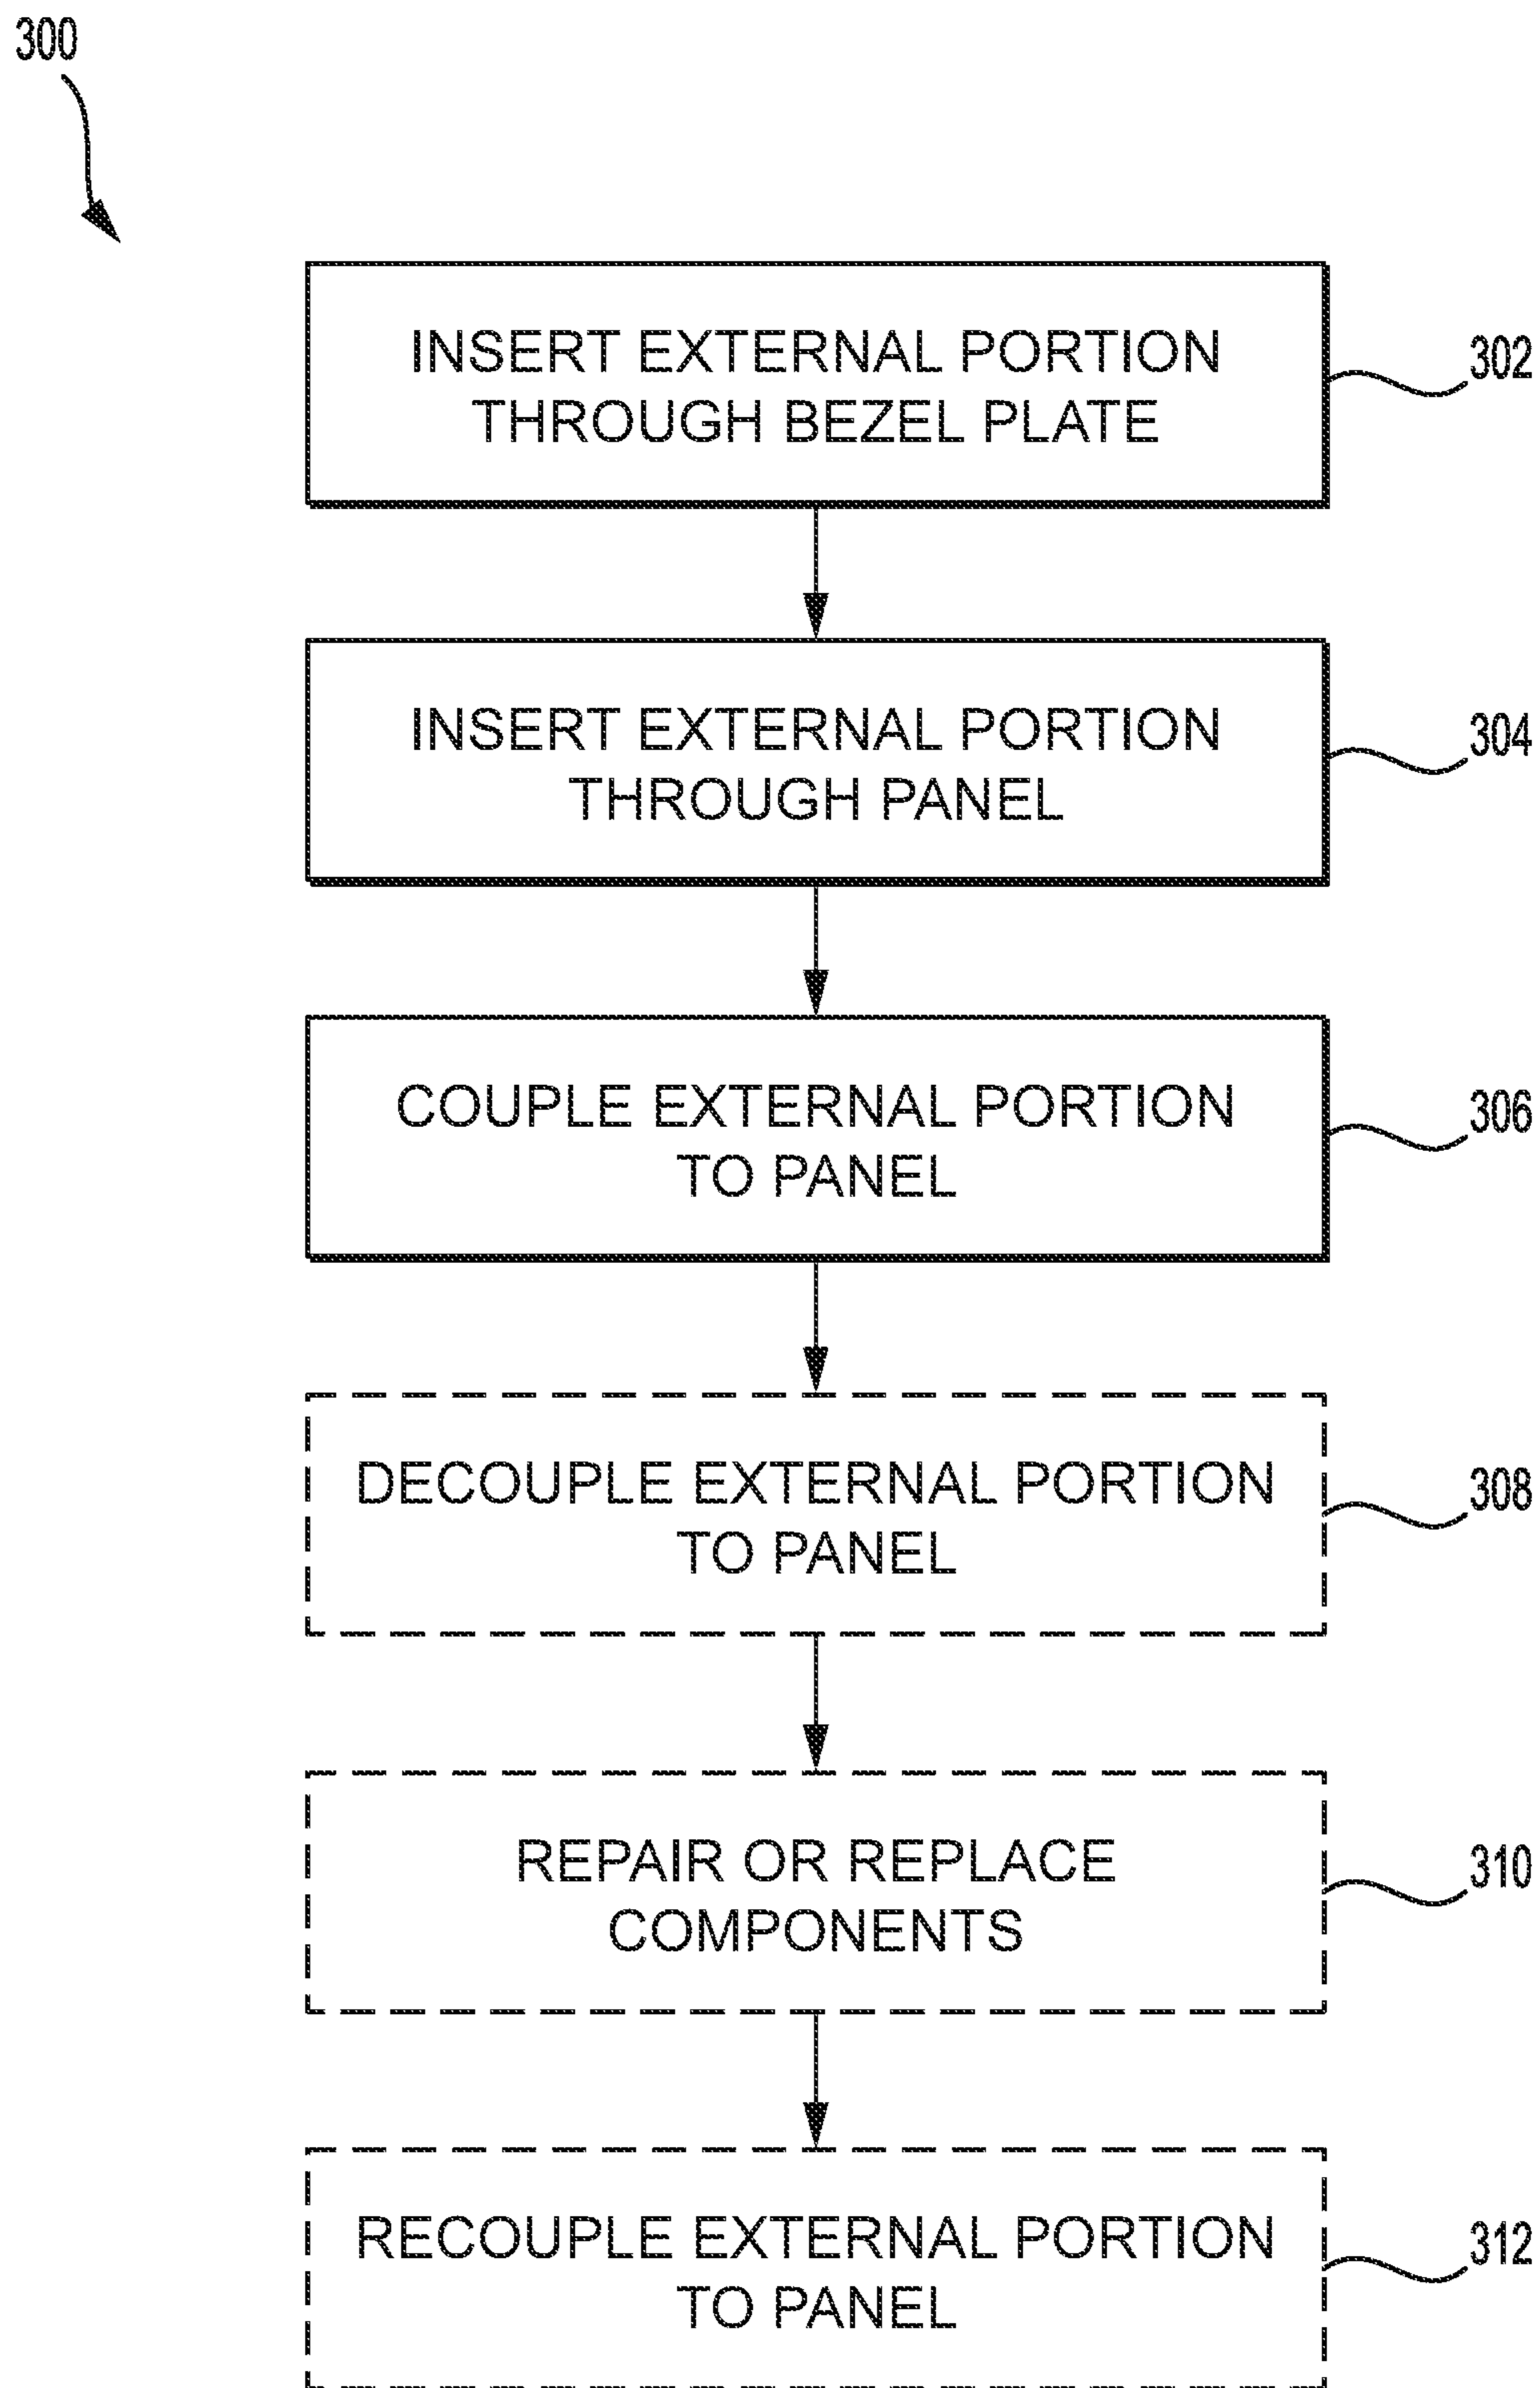 300
INSERT EXTERNAL PORTION
THROUGH BEZEL PLATE
302
INSERT EXTERNAL PORTION
THROUGH PANEL
304
COUPLE EXTERNAL PORTION
TO PANEL
306
DECOUPLE EXTERNAL PORTION
TO PANEL
308
REPAIR OR REPLACE
COMPONENTS
310
RECOUPLE EXTERNAL PORTION
TO PANEL
312